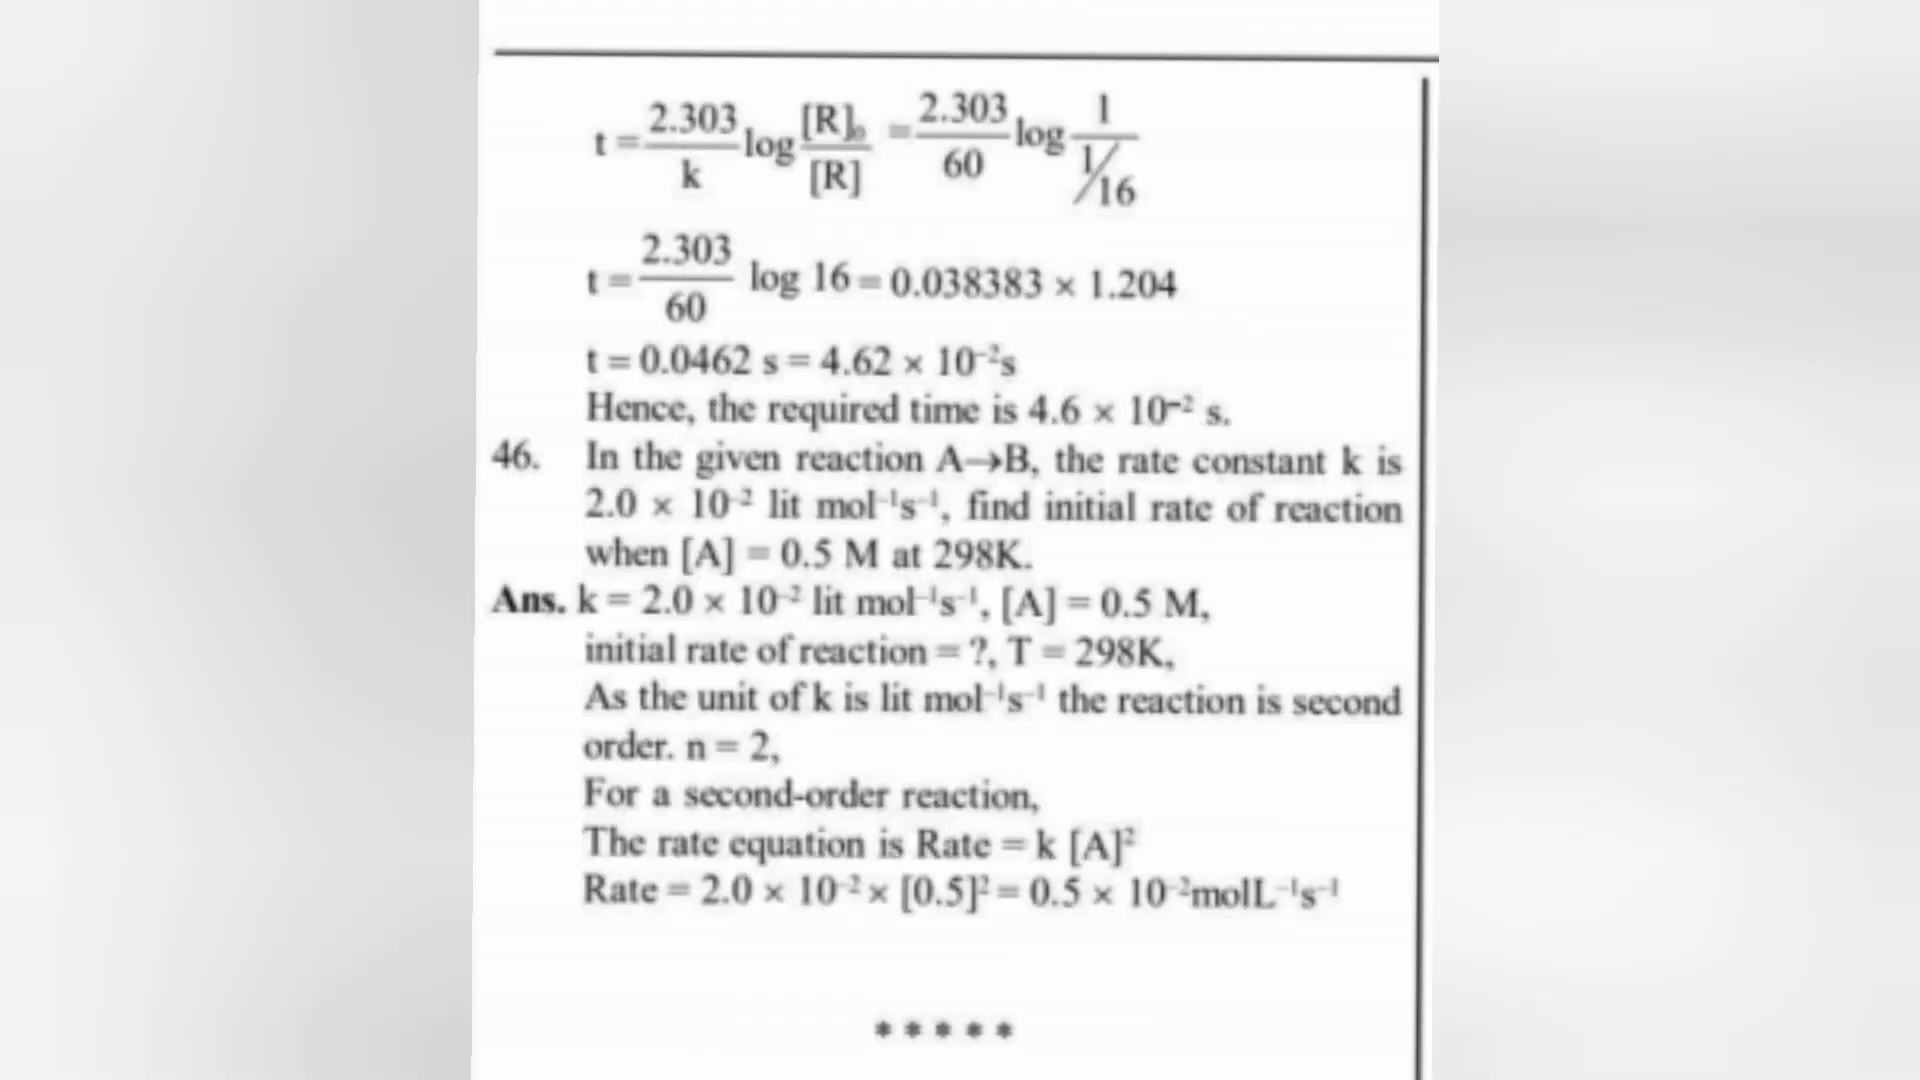 t = 2.303/k log [R]₀/[R] = 2.303/60 log 1/(1/16)
t = 2.303/60 log 16 = 0.038383 × 1.204
t = 0.0462 s = 4.62 × 10⁻²s
Hence, the required time is 4.6 × 10⁻² s.
46. In the given reaction A→B, the rate constant k is
2.0 × 10⁻² lit mol⁻¹s⁻¹, find initial rate of reaction
when [A] = 0.5 M at 298K.
Ans. k = 2.0 × 10⁻² lit mol⁻¹s⁻¹, [A] = 0.5 M,
initial rate of reaction = ?, T = 298K,
As the unit of k is lit mol⁻¹s⁻¹ the reaction is second
order. n = 2,
For a second-order reaction,
The rate equation is Rate = k [A]²
Rate = 2.0 × 10⁻² × [0.5]² = 0.5 × 10⁻²molL⁻¹s⁻¹
*****